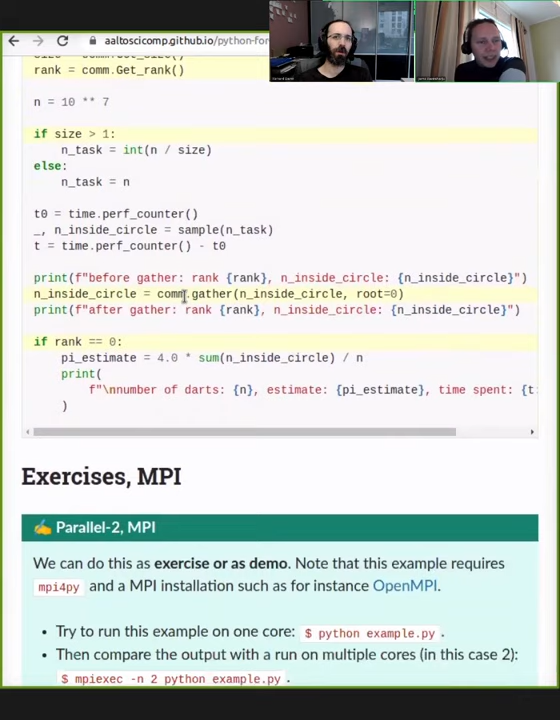 aaltoscicomp.github.io/python-for
rank = comm.Get_rank()
n = 10 ** 7
if size > 1:
n_task = int(n / size)
else:
n_task = n
t0 = time.perf_counter()
_, n_inside_circle = sample(n_task)
t = time.perf_counter() - t0
print(f"before gather: rank {rank}, n_inside_circle: {n_inside_circle}")
n_inside_circle = comm.gather(n_inside_circle, root=0)
print(f"after gather: rank {rank}, n_inside_circle: {n_inside_circle}")
if rank == 0:
pi_estimate = 4.0 * sum(n_inside_circle) / n
print(
f"\nnumber of darts: {n}, estimate: {pi_estimate}, time spent: {t:
)
Exercises, MPI
✍️ Parallel-2, MPI
We can do this as exercise or as demo. Note that this example requires
mpi4py and a MPI installation such as for instance OpenMPI.
• Try to run this example on one core: $ python example.py .
• Then compare the output with a run on multiple cores (in this case 2):
$ mpiexec -n 2 python example.py .